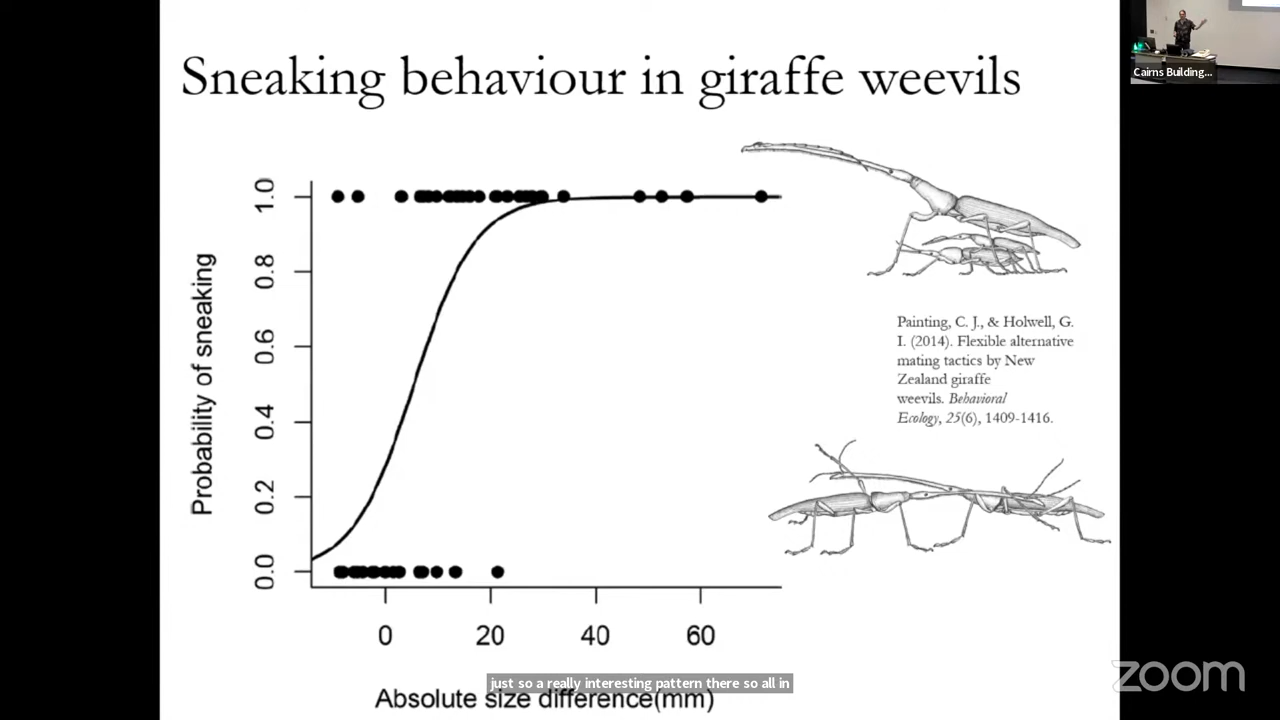 Sneaking behaviour in giraffe weevils
Cairns Building...
Probability of sneaking
1.0
0.8
0.6
0.4
0.2
0.0
0 20 40 60
Absolute size difference(mm)
Painting, C. J., & Holwell, G.
I. (2014). Flexible alternative
mating tactics by New
Zealand giraffe
weevils. Behavioral
Ecology, 25(6), 1409-1416.
just so a really interesting pattern there so all in
zoom